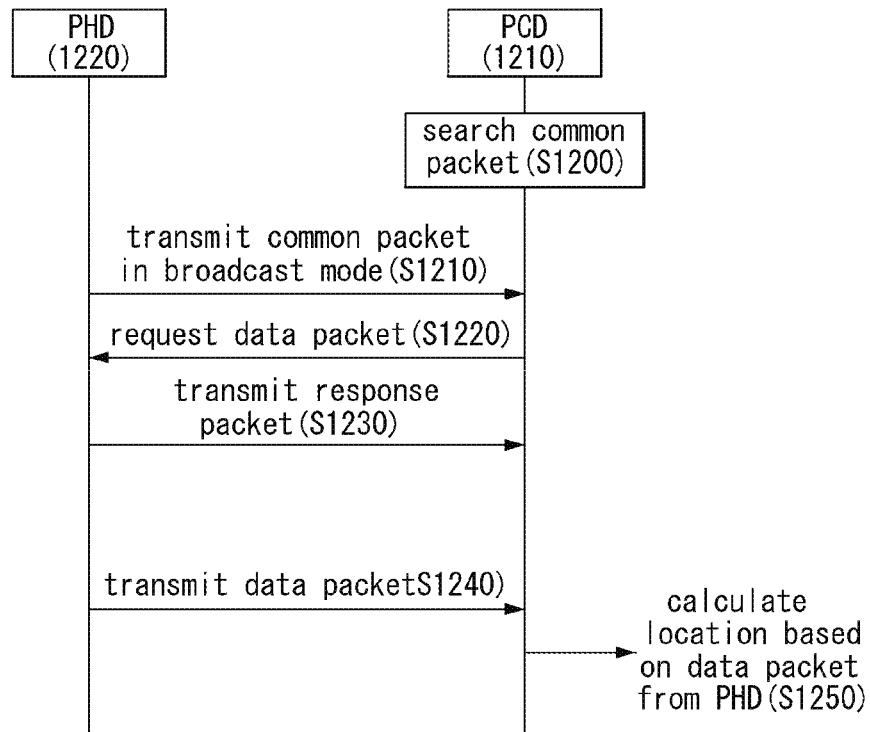 PHD
(1220)
PCD
(1210)
search common
packet(S1200)
transmit common packet
in broadcast mode(S1210)
request data packet(S1220)
transmit response
packet(S1230)
transmit data packetS1240)
calculate
location based
on data packet
from PHD(S1250)